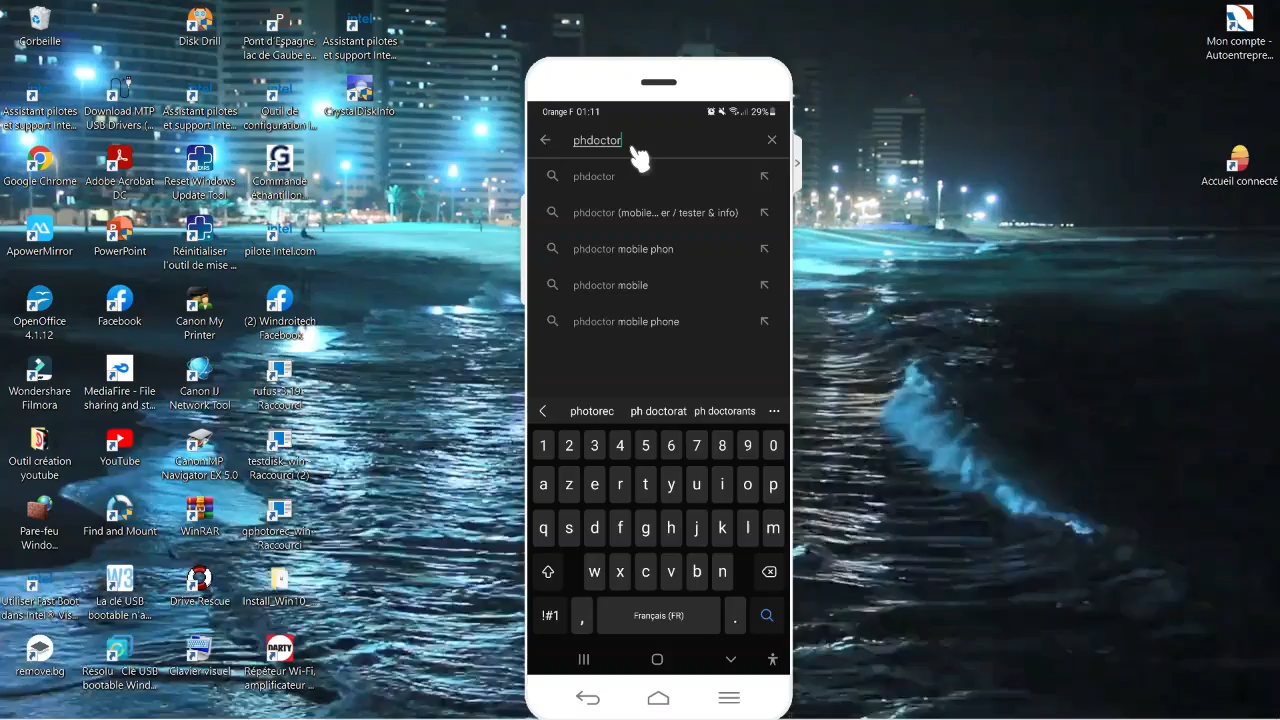 Corbeille
Disk Drill
Pont d'Espagne,
lac de Gaube e...
Assistant pilotes
et support Inte...
Mon compte -
Autoentrepre...
Assistant pilotes
et support Inte...
Download MTP
USB Drivers (...
Assistant pilotes
et support Inte...
Outil de
configuration I...
CrystalDiskInfo
Google Chrome
Adobe Acrobat
DC
Reset Windows
Update Tool
Commande
échantillon...
Accueil connecté
ApowerMirror
PowerPoint
Réinitialiser
l'outil de mise ...
pilote Intel.com
OpenOffice
4.1.12
Facebook
Canon My
Printer
(2) Windroitech
Facebook
Wondershare
Filmora
MediaFire - File
sharing and st...
Canon IJ
Network Tool
rufus-3.19-
Raccourci
Outil création
youtube
YouTube
Canon MP
Navigator EX 5.0
testdisk_win-
Raccourci (2)
Pare-feu
Windo...
Find and Mount
WinRAR
qphotorec_win-
Raccourci
Utiliser Fast Boot
dans Intel® Vis...
La clé USB
bootable n'a...
Drive Rescue
Install_Win10_...
remove.bg
Résolu - Clé USB
bootable Wind...
Clavier visuel
DARTY
Répéteur Wi-Fi,
amplificateur ...
Orange F 01:11
29%
phdoctor
phdoctor
phdoctor (mobile... er / tester & info)
phdoctor mobile phon
phdoctor mobile
phdoctor mobile phone
photorec ph doctorat ph doctorants ...
1 2 3 4 5 6 7 8 9 0
a z e r t y u i o p
q s d f g h j k l m
w x c v b n
!#1 , Français (FR) .